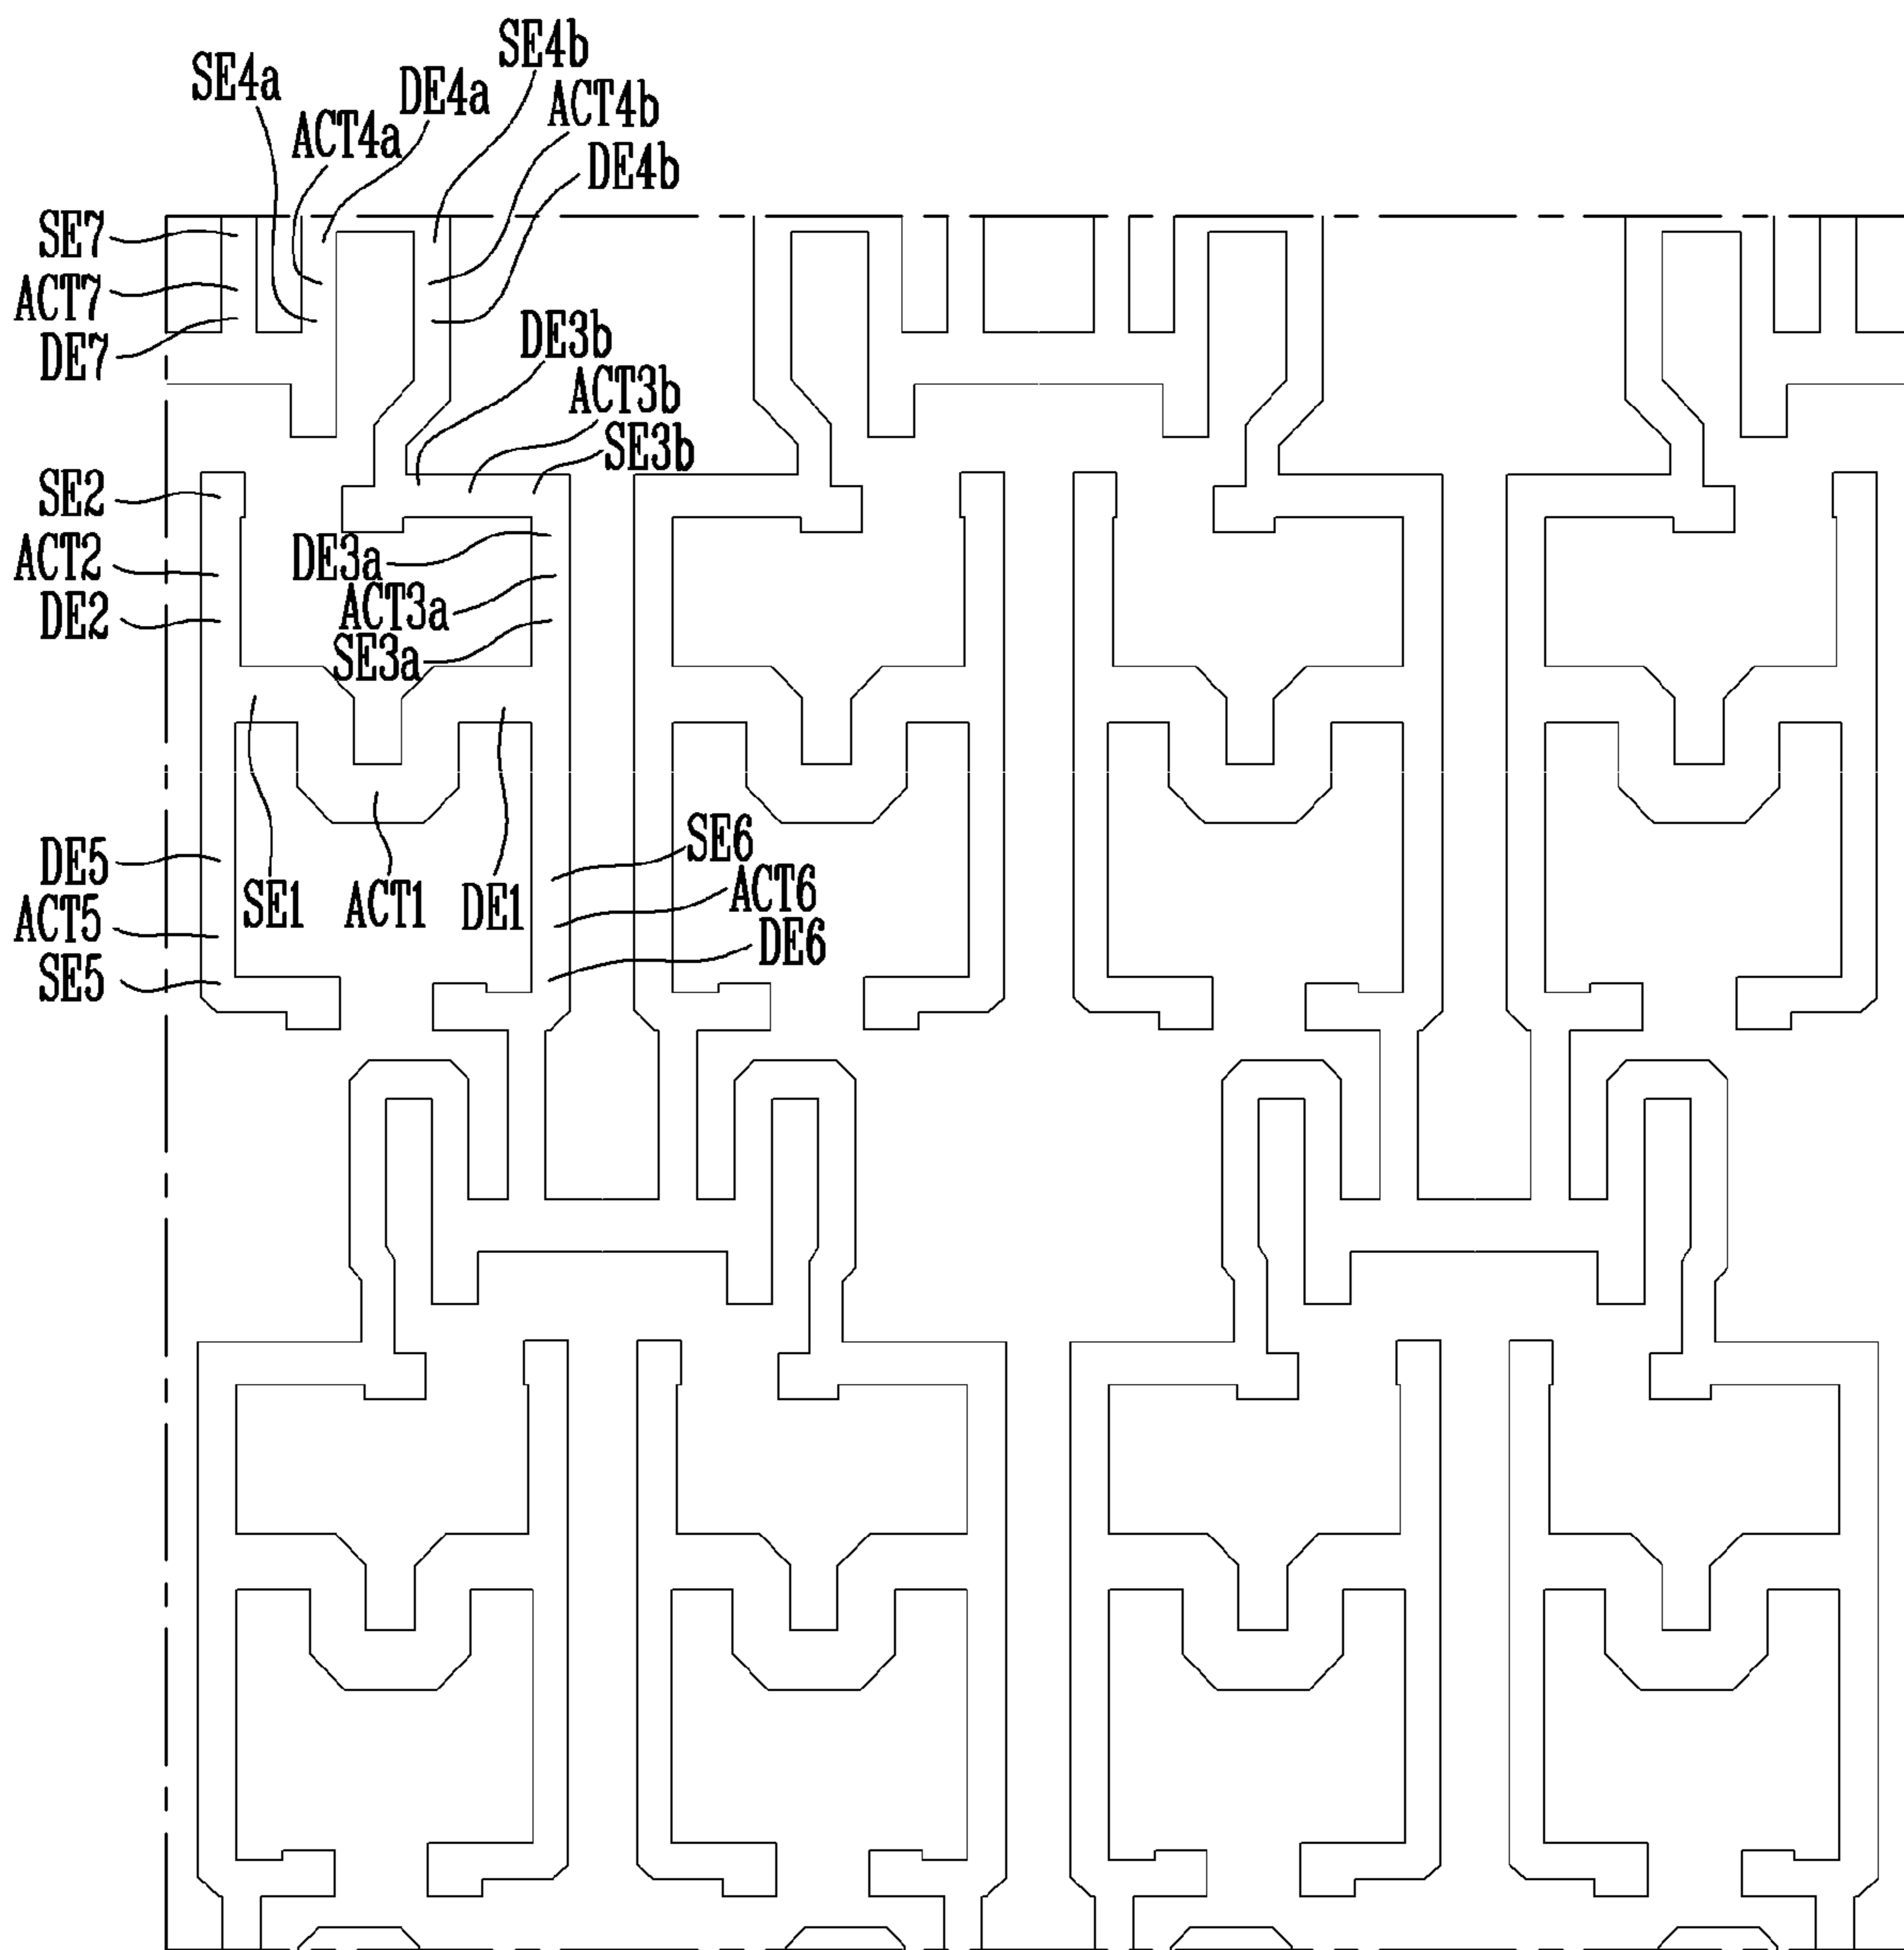 SE4b
SE4a
DE4a
ACT4b
ACT4a
DE4b
SE7
ACT7
DE7
DE3b
ACT3b
SE3b
SE2
ACT2
DE3a
DE2
ACT3a
SE3a
SE6
DE5
ACT6
SE1
ACT1
DE1
ACT5
DE6
SE5